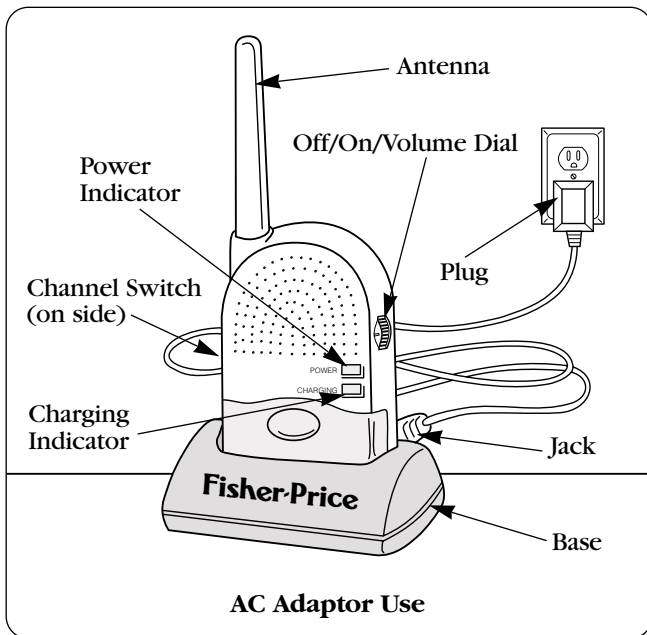 Antenna
Off/On/Volume Dial
Power
Indicator
Plug
Channel Switch
(on side)
POWER
CHARGING
Charging
Indicator
Jack
Fisher-Price
Base
AC Adaptor Use